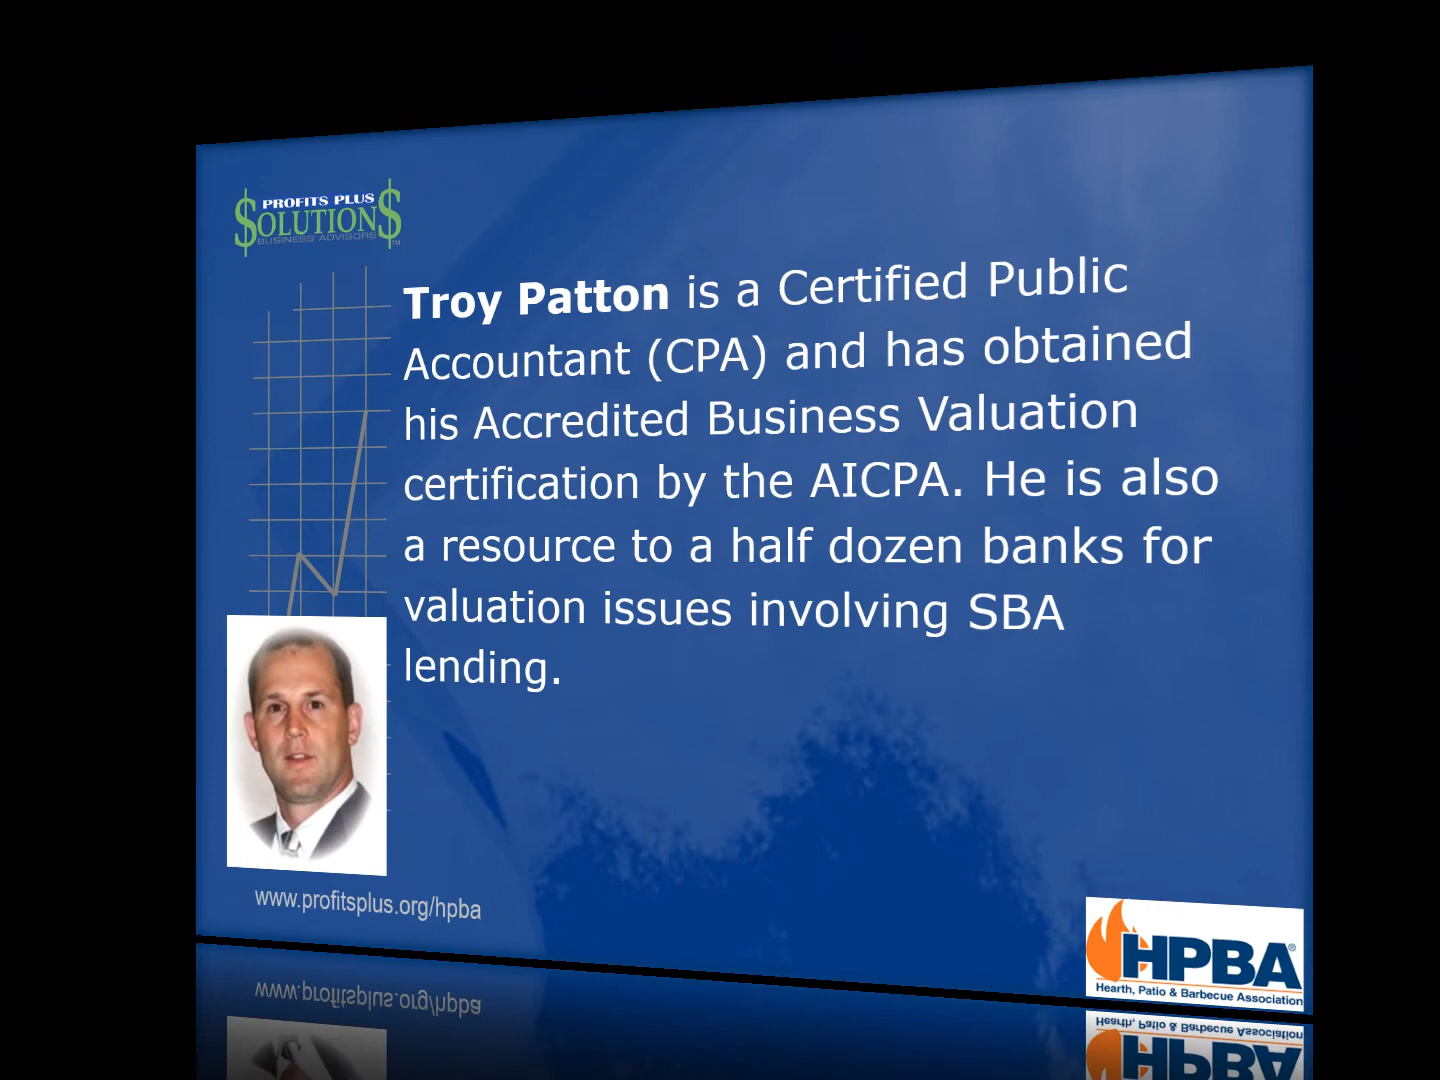 PROFITS PLUS
$OLUTION$
BUSINESS ADVISORS
TM
Troy Patton is a Certified Public
Accountant (CPA) and has obtained
his Accredited Business Valuation
certification by the AICPA. He is also
a resource to a half dozen banks for
valuation issues involving SBA
lending.
www.profitsplus.org/hpba
HPBA®
Hearth, Patio & Barbecue Association